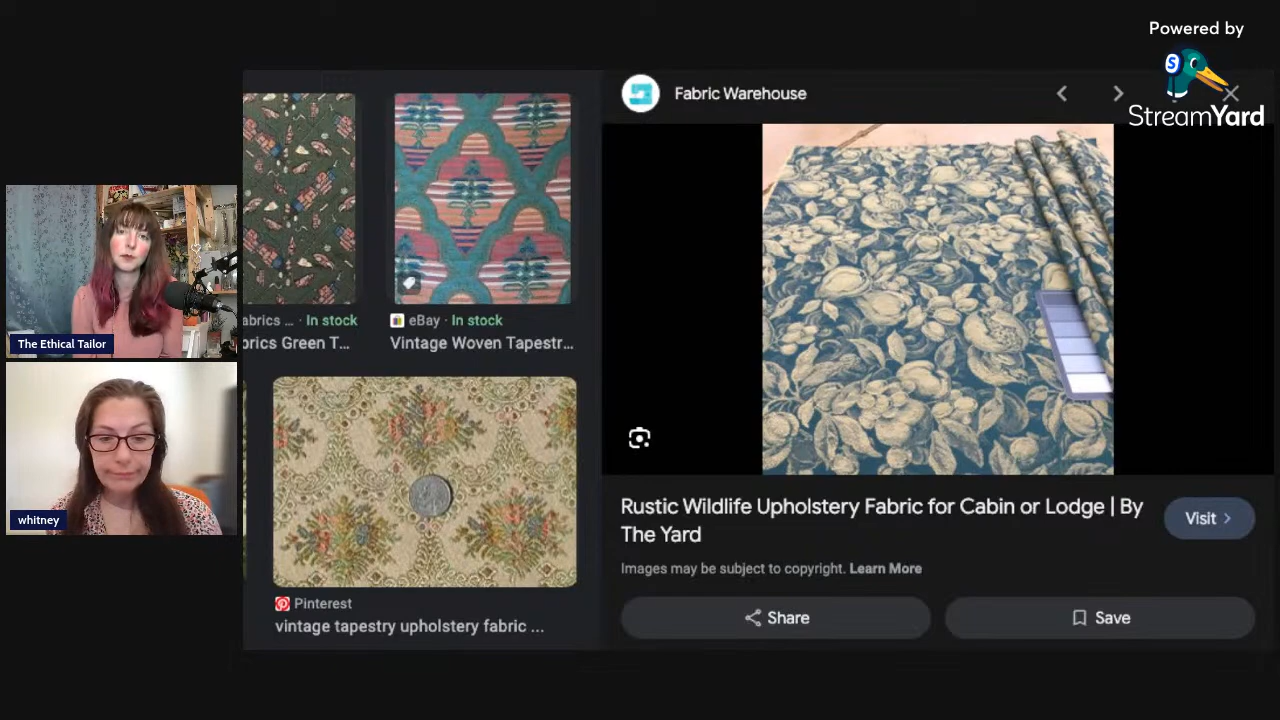 Powered by
StreamYard
Fabric Warehouse
abrics ... · In stock
brics Green T...
eBay · In stock
Vintage Woven Tapestr...
The Ethical Tailor
whitney
Pinterest
vintage tapestry upholstery fabric ...
Rustic Wildlife Upholstery Fabric for Cabin or Lodge | By
The Yard
Visit
Images may be subject to copyright. Learn More
Share
Save